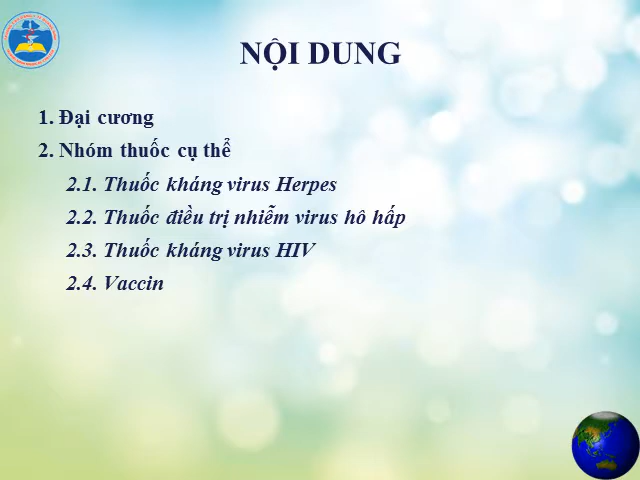 NỘI DUNG
1. Đại cương
2. Nhóm thuốc cụ thể
2.1. Thuốc kháng virus Herpes
2.2. Thuốc điều trị nhiễm virus hô hấp
2.3. Thuốc kháng virus HIV
2.4. Vaccin